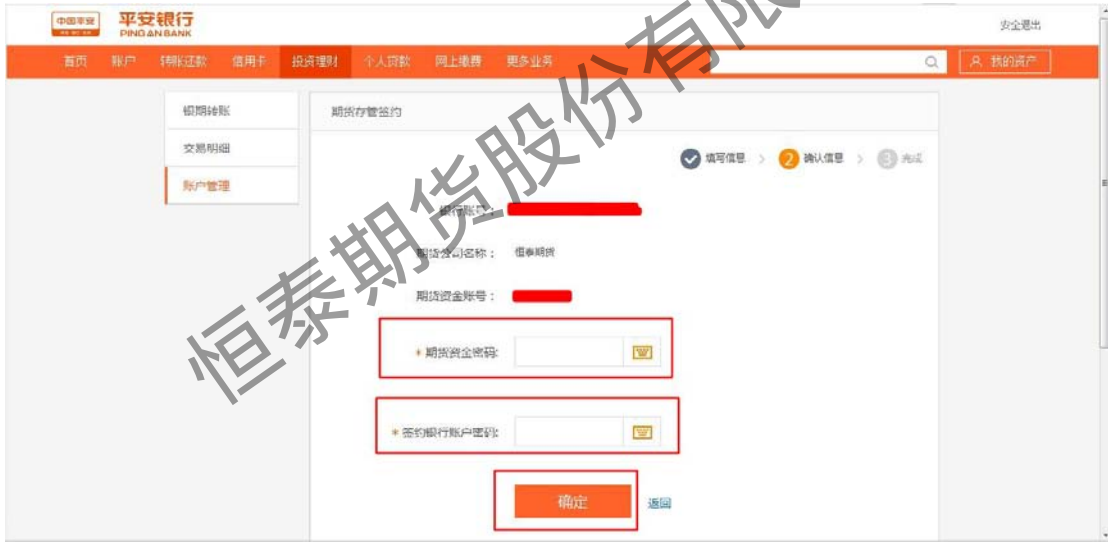 中国平安
平安银行
PING AN BANK
安全退出
首页 账户 转账还款 信用卡 投资理财 个人贷款 网上缴费 更多业务 我的资产
银期转账
交易明细
账户管理
期货存管签约
填写信息 > 2 确认信息 > 3 完成
银行账号:
期货公司名称: 恒泰期货
期货资金账号:
* 期货资金密码:
* 签约银行账户密码:
确定 返回
恒泰期货股份有限